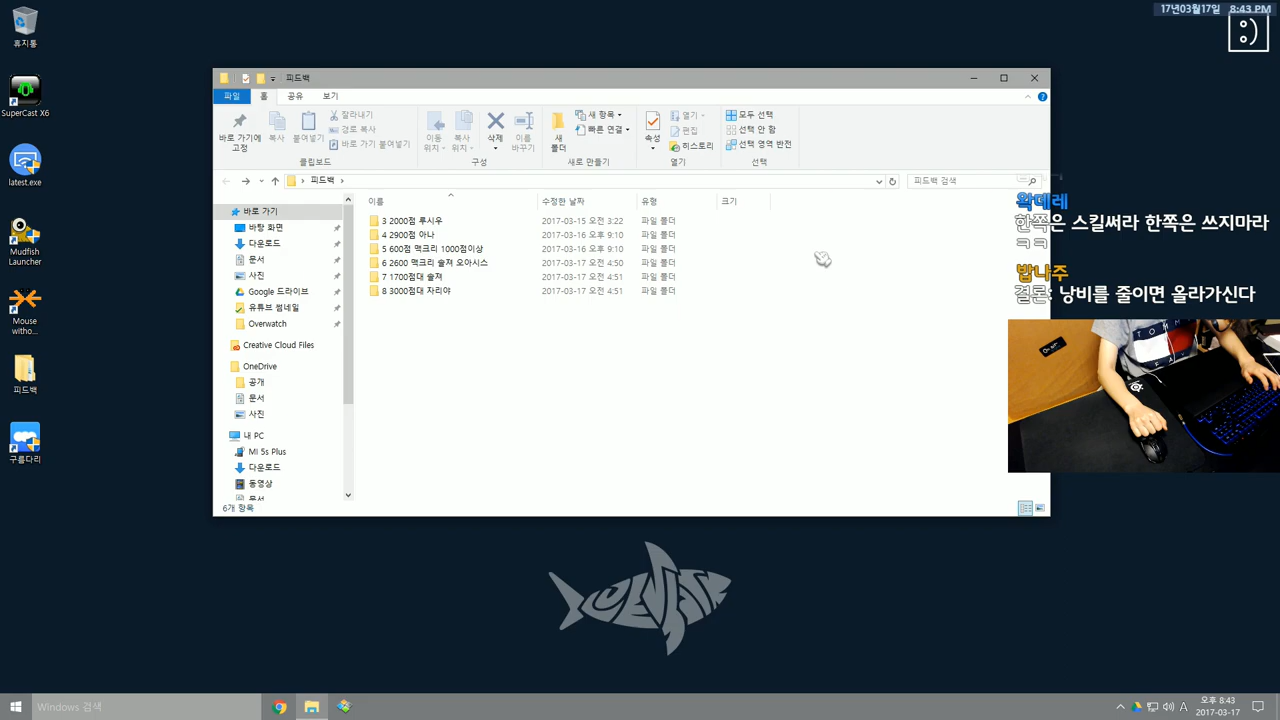 17년03월17일 8:43 PM
:)
휴지통
SuperCast X6
latest.exe
Mudfish
Launcher
Mouse
witho...
피드백
구름다리
피드백
파일 홈 공유 보기
바로 가기에
고정
복사
붙여넣기
잘라내기
경로 복사
바로 가기 붙여넣기
클립보드
이동
위치
복사
위치
삭제
이름
바꾸기
구성
새
폴더
새 항목
빠른 연결
새로 만들기
속성
열기
편집
히스토리
열기
모두 선택
선택 안 함
선택 영역 반전
선택
피드백
피드백 검색
이름 수정한 날짜 유형 크기
3 2000점 루시우 2017-03-15 오전 3:22 파일 폴더
4 2900점 아나 2017-03-16 오후 9:10 파일 폴더
5 600점 맥크리 1000점이상 2017-03-16 오후 9:10 파일 폴더
6 2600 맥크리 솔져 오아시스 2017-03-17 오후 4:50 파일 폴더
7 1700점대 솔져 2017-03-17 오후 4:51 파일 폴더
8 3000점대 자리야 2017-03-17 오후 4:51 파일 폴더
바로 가기
바탕 화면
다운로드
문서
사진
Google 드라이브
유튜브 썸네일
Overwatch
Creative Cloud Files
OneDrive
공개
문서
사진
내 PC
MI 5s Plus
다운로드
동영상
문서
6개 항목
왁데레
한쪽은 스킬써라 한쪽은 쓰지마라
ㅋㅋ
밥나주
결론: 낭비를 줄이면 올라가신다
TOMM
Windows 검색
A
오후 8:43
2017-03-17